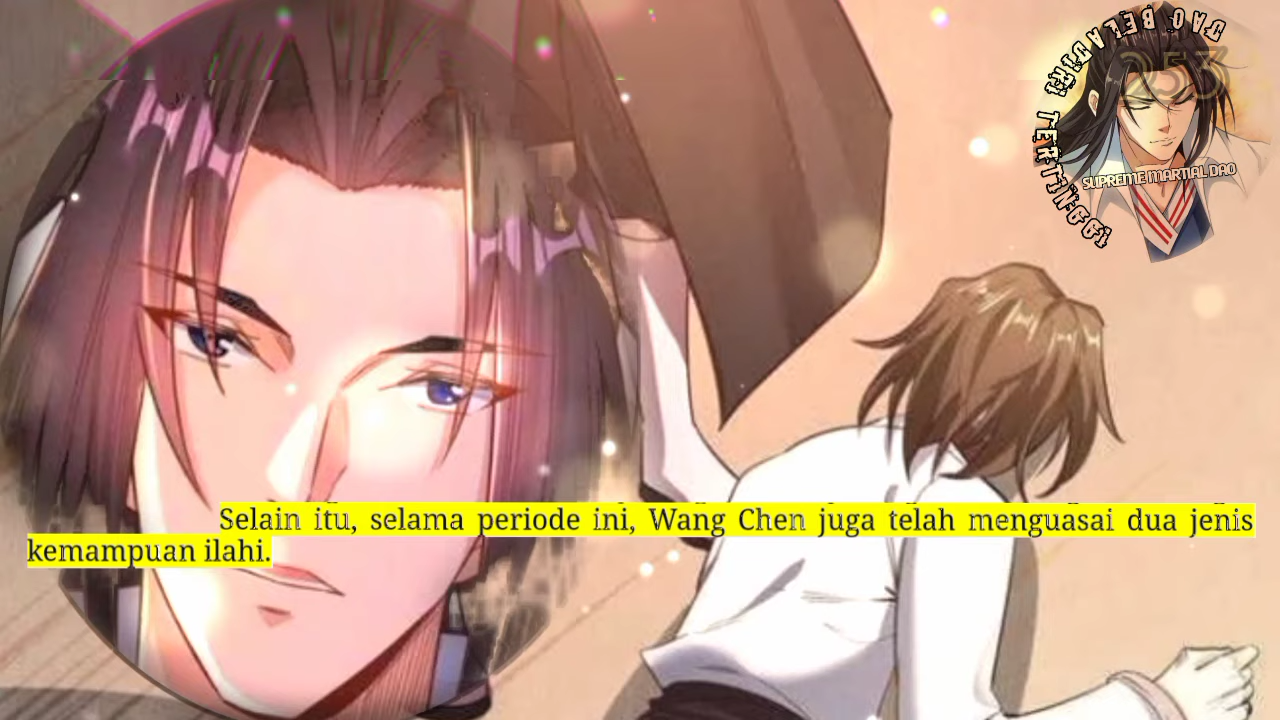 DAO BELADIRI TERTINGGI
253
SUPREME MARTIAL DAO
Selain itu, selama periode ini, Wang Chen juga telah menguasai dua jenis
kemampuan ilahi.